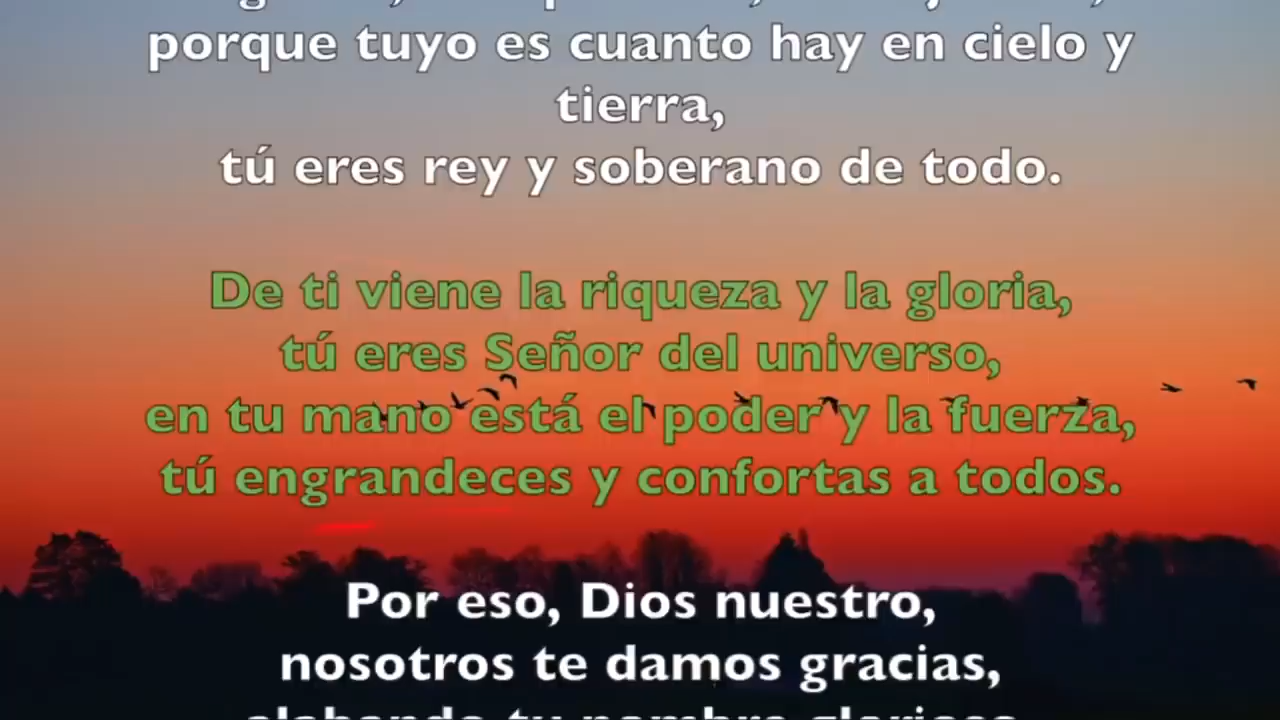 porque tuyo es cuanto hay en cielo y
tierra,
tú eres rey y soberano de todo.
De ti viene la riqueza y la gloria,
tú eres Señor del universo,
en tu mano está el poder y la fuerza,
tú engrandeces y confortas a todos.
Por eso, Dios nuestro,
nosotros te damos gracias,